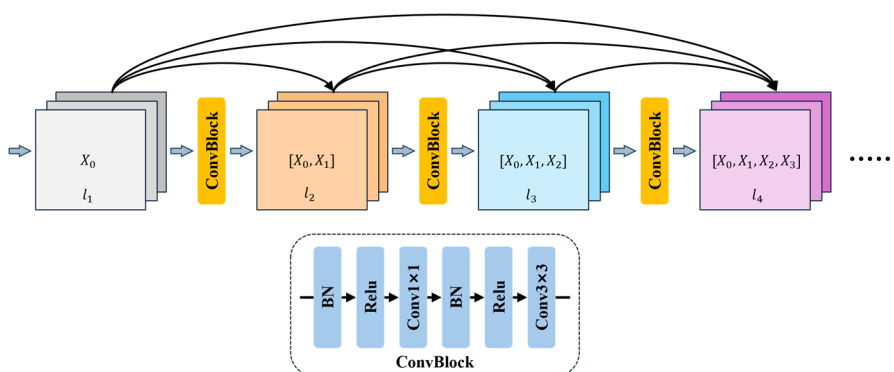 X₀
l₁
ConvBlock
[X₀, X₁]
l₂
ConvBlock
[X₀, X₁, X₂]
l₃
ConvBlock
[X₀, X₁, X₂, X₃]
l₄
.....
BN
Relu
Conv1×1
BN
Relu
Conv3×3
ConvBlock